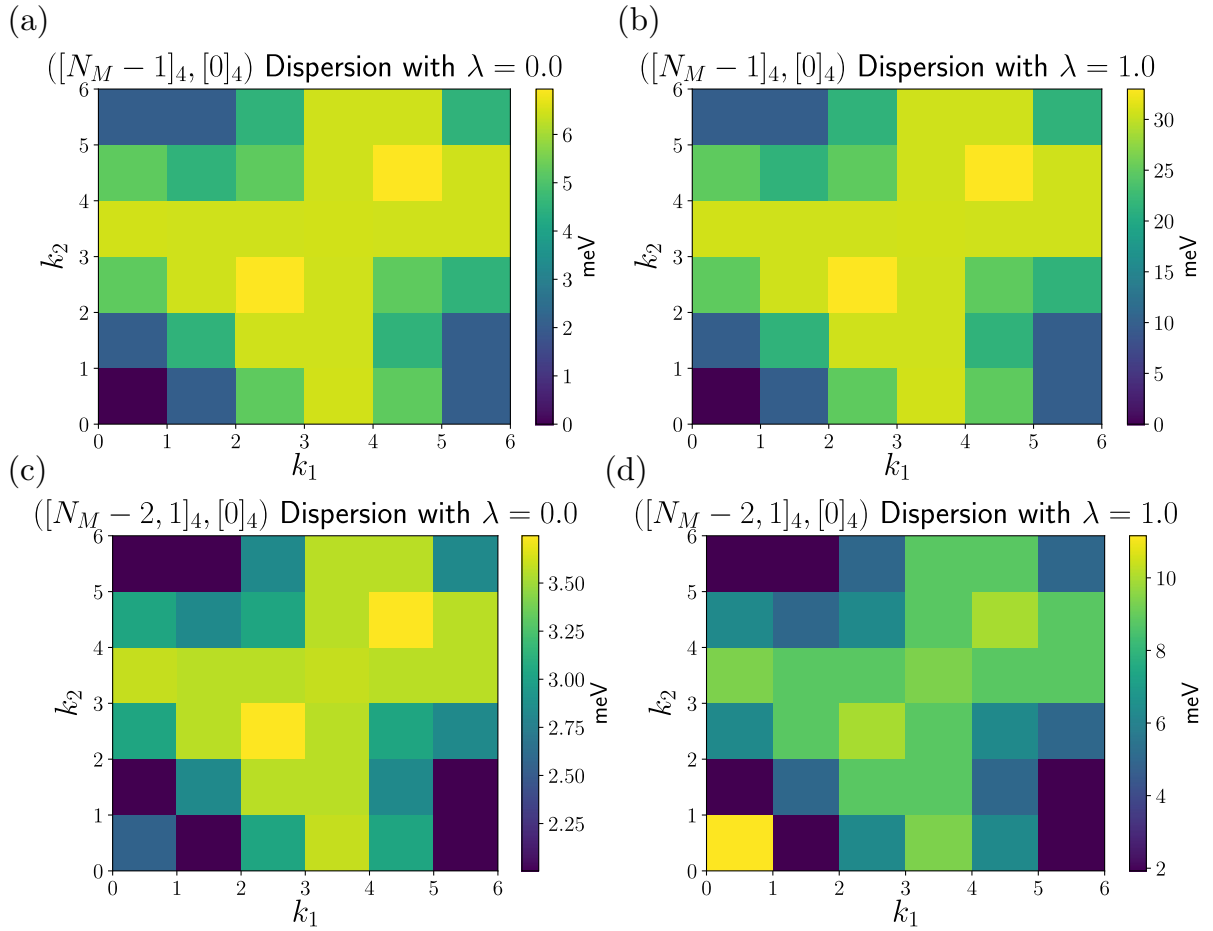 (a)
([N_M − 1]_4, [0]_4) Dispersion with λ = 0.0
6
5
4
3
2
1
0
k_2
0 1 2 3 4 5 6
k_1
6
5
4
3
2
1
0
meV
(b)
([N_M − 1]_4, [0]_4) Dispersion with λ = 1.0
6
5
4
3
2
1
0
k_2
0 1 2 3 4 5 6
k_1
30
25
20
15
10
5
0
meV
(c)
([N_M − 2, 1]_4, [0]_4) Dispersion with λ = 0.0
6
5
4
3
2
1
0
k_2
0 1 2 3 4 5 6
k_1
3.50
3.25
3.00
2.75
2.50
2.25
meV
(d)
([N_M − 2, 1]_4, [0]_4) Dispersion with λ = 1.0
6
5
4
3
2
1
0
k_2
0 1 2 3 4 5 6
k_1
10
8
6
4
2
meV